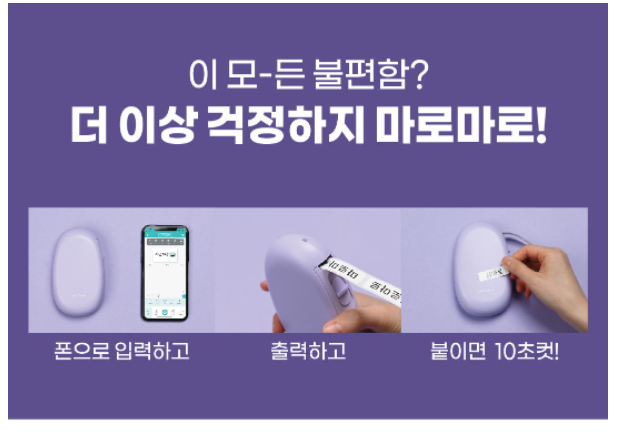 이 모-든 불편함?
더 이상 걱정하지 마로마로!
폰으로 입력하고
출력하고
붙이면 10초컷!